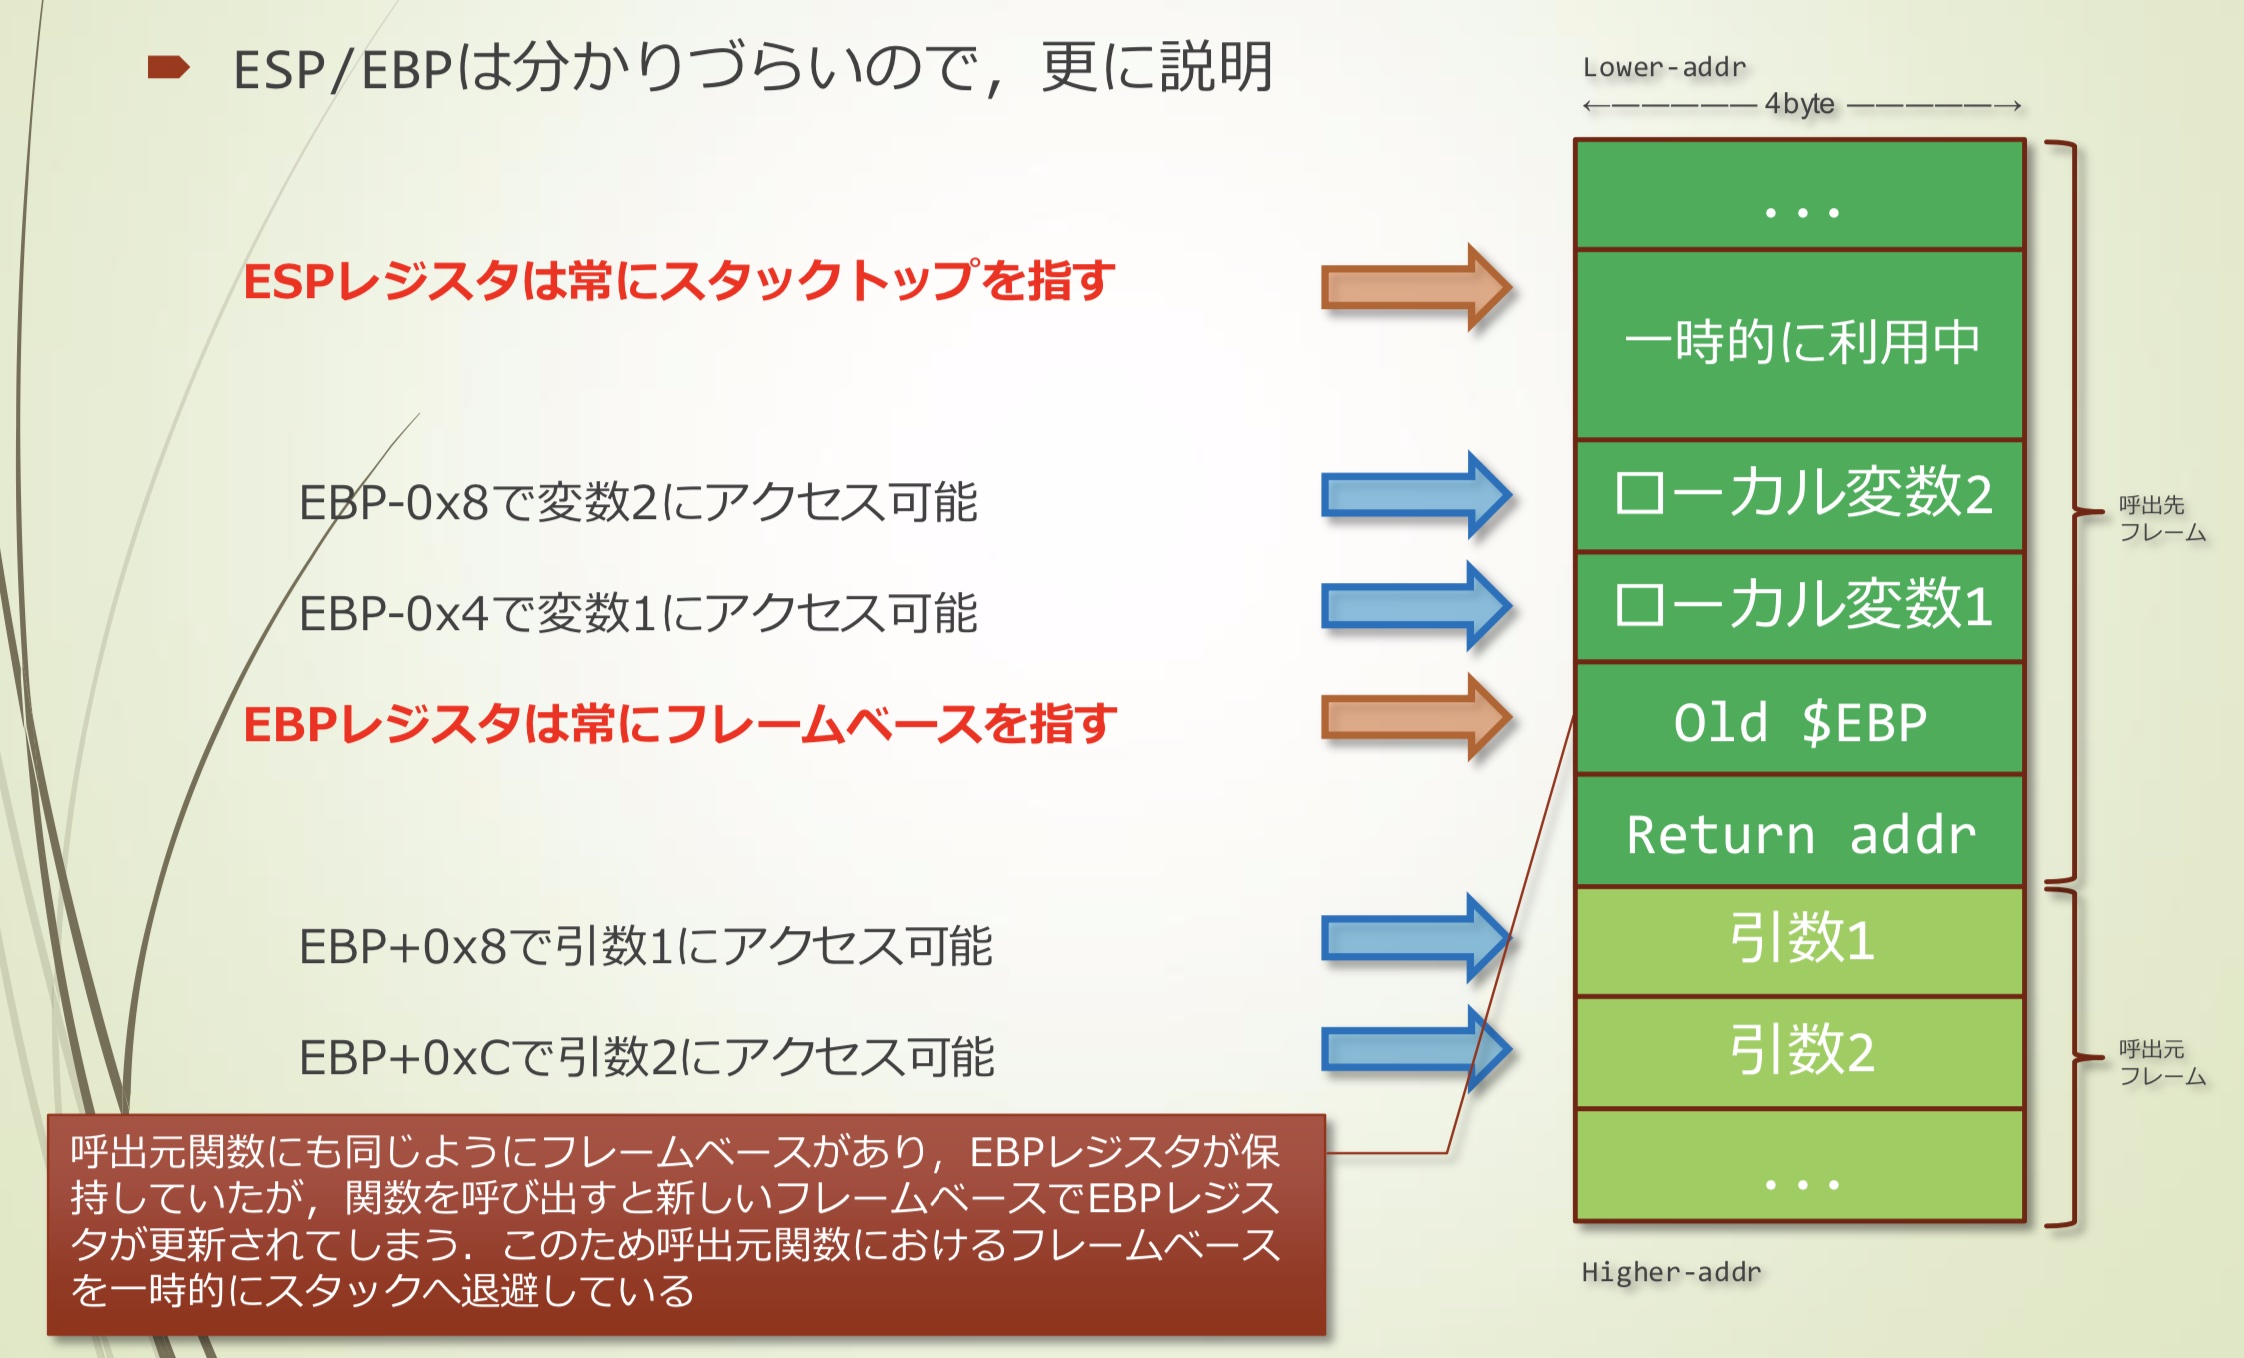 ESP/EBPは分かりづらいので，更に説明
ESPレジスタは常にスタックトップを指す
EBP-0x8で変数2にアクセス可能
EBP-0x4で変数1にアクセス可能
EBPレジスタは常にフレームベースを指す
EBP+0x8で引数1にアクセス可能
EBP+0xCで引数2にアクセス可能
呼出元関数にも同じようにフレームベースがあり，EBPレジスタが保
持していたが，関数を呼び出すと新しいフレームベースでEBPレジス
タが更新されてしまう．このため呼出元関数におけるフレームベース
を一時的にスタックへ退避している
Lower-addr
←—————— 4byte —————→
...
一時的に利用中
ローカル変数2
ローカル変数1
Old $EBP
Return addr
引数1
引数2
...
Higher-addr
呼出先
フレーム
呼出元
フレーム